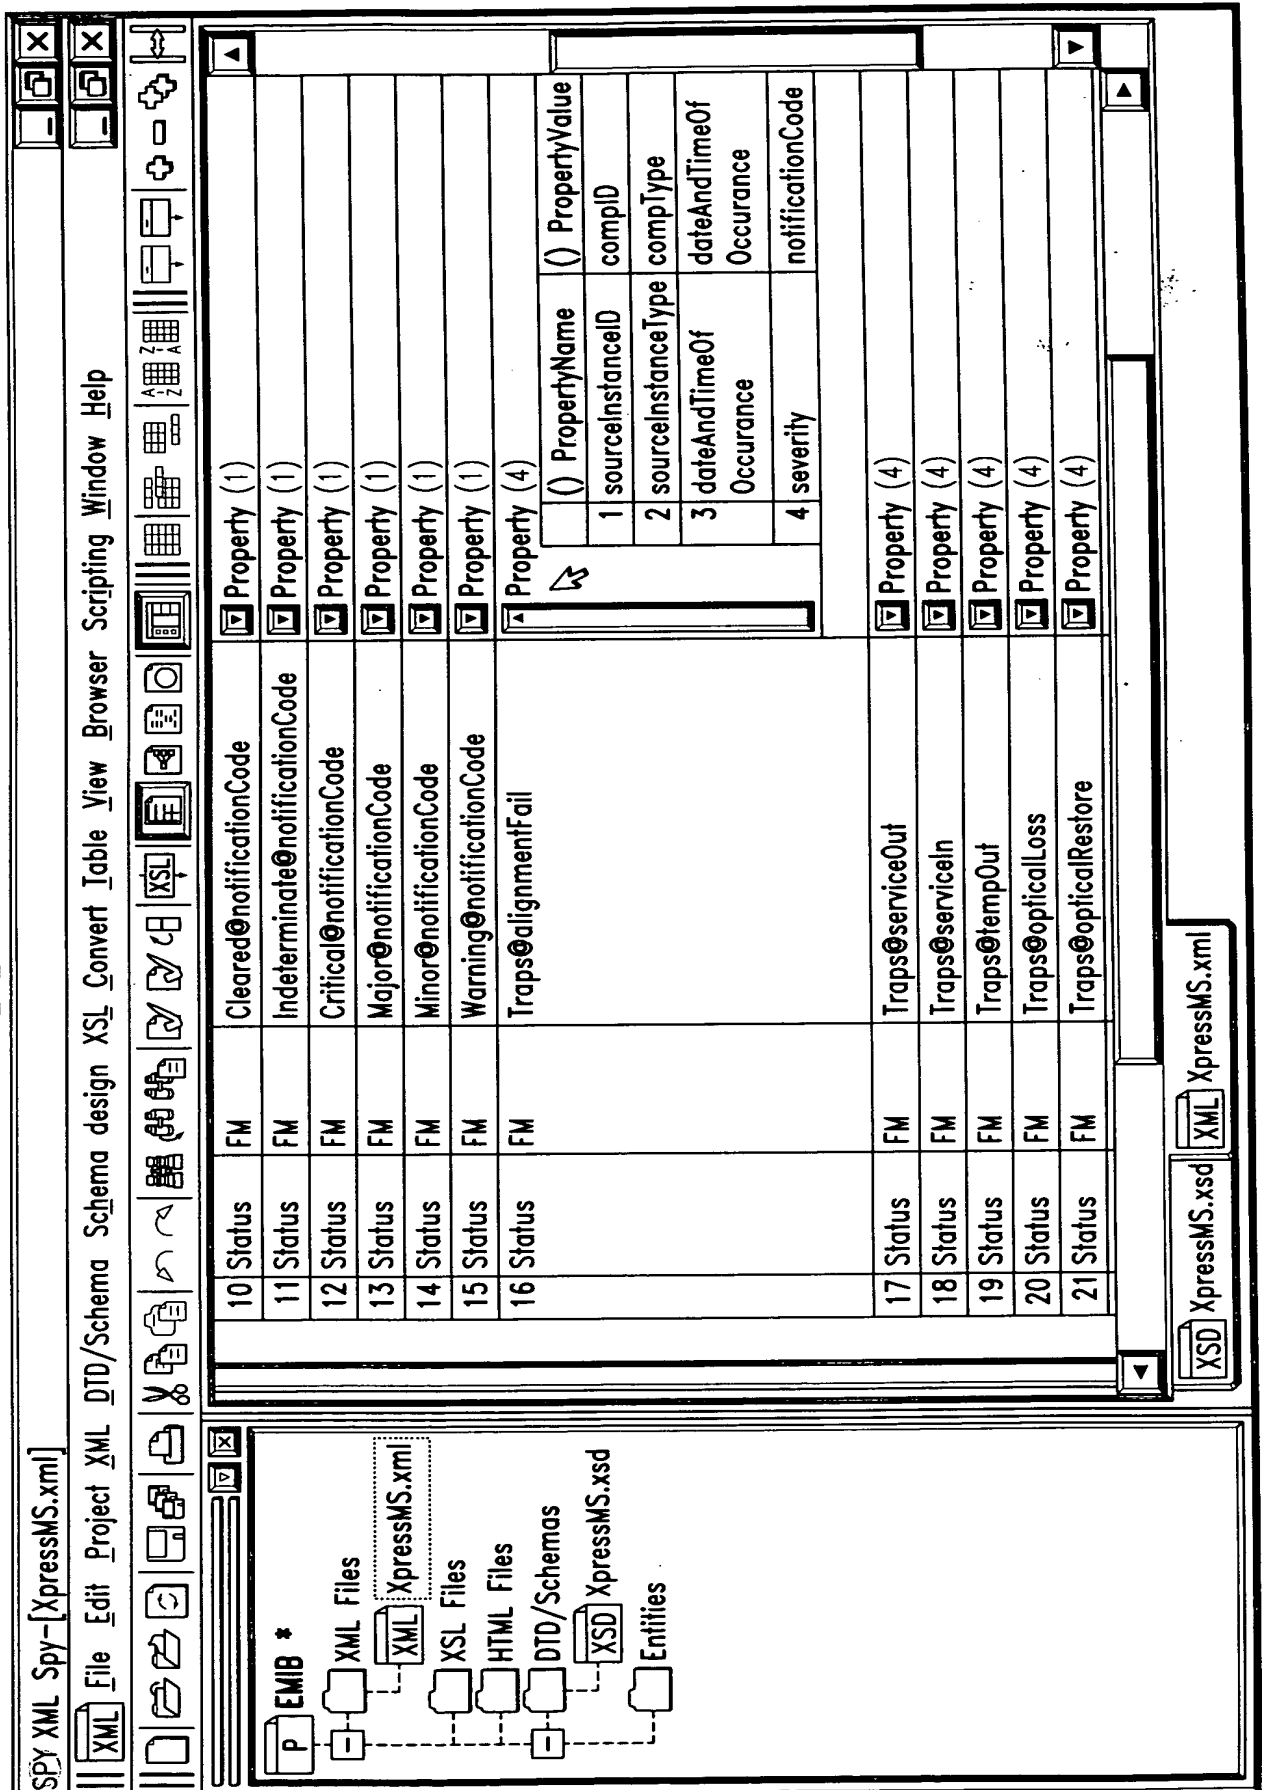 SPY XML Spy-[XpressMS.xml]
XML File Edit Project XML DTD/Schema Schema design XSL Convert Table View Browser Scripting Window Help
XSL
A Z
Z A
P EMIB *
XML Files
XML XpressMS.xml
XSL Files
HTML Files
DTD/Schemas
XSD XpressMS.xsd
Entities
10 Status FM Cleared@notificationCode Property (1)
11 Status FM Indeterminate@notificationCode Property (1)
12 Status FM Critical@notificationCode Property (1)
13 Status FM Major@notificationCode Property (1)
14 Status FM Minor@notificationCode Property (1)
15 Status FM Warning@notificationCode Property (1)
16 Status FM Traps@alignmentFail Property (4)
() PropertyName () PropertyValue
1 sourceInstanceID compID
2 sourceInstanceType compType
3 dateAndTimeOf dateAndTimeOf
Occurance Occurance
4 severity notificationCode
17 Status FM Traps@serviceOut Property (4)
18 Status FM Traps@serviceIn Property (4)
19 Status FM Traps@tempOut Property (4)
20 Status FM Traps@opticalLoss Property (4)
21 Status FM Traps@opticalRestore Property (4)
XSD XpressMS.xsd XML XpressMS.xml